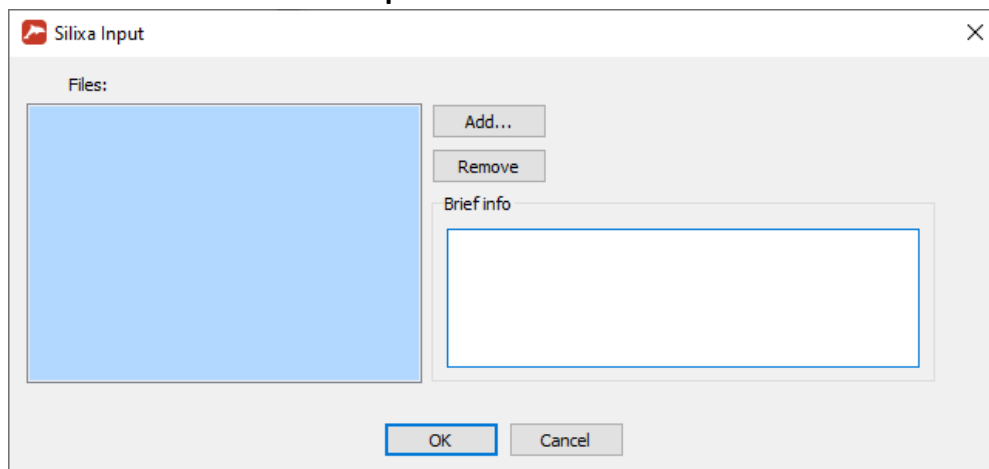 Silixa Input
Files:
Add...
Remove
Brief info
OK
Cancel